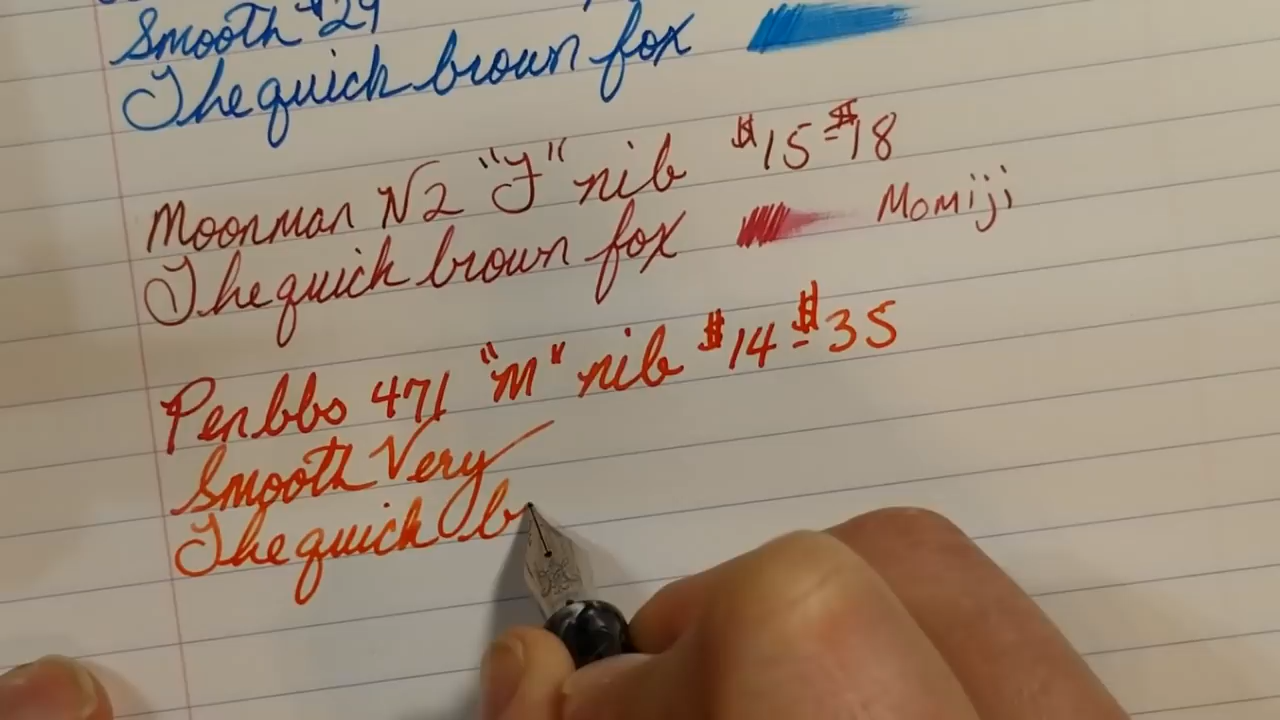 Smooth $29
The quick brown fox
Moonman N2 "F" nib $15-$18
The quick brown fox Momiji
Penbbs 471 "M" nib $14-$35
Smooth Very
The quick b